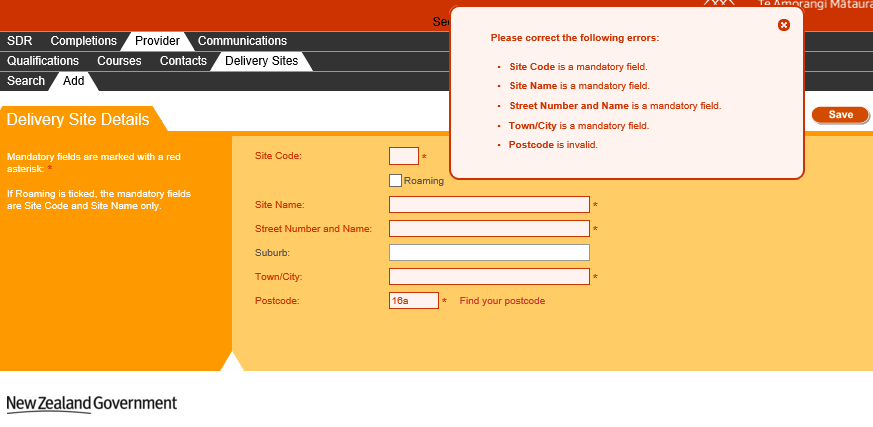 Te Amorangi Mātaura
Se
SDR Completions Provider Communications
Qualifications Courses Contacts Delivery Sites
Search Add
Please correct the following errors:
• Site Code is a mandatory field.
• Site Name is a mandatory field.
• Street Number and Name is a mandatory field.
• Town/City is a mandatory field.
• Postcode is invalid.
Save
Delivery Site Details
Mandatory fields are marked with a red
asterisk: *
If Roaming is ticked, the mandatory fields
are Site Code and Site Name only.
Site Code: *
Roaming
Site Name: *
Street Number and Name: *
Suburb:
Town/City: *
Postcode: 16a * Find your postcode
New Zealand Government